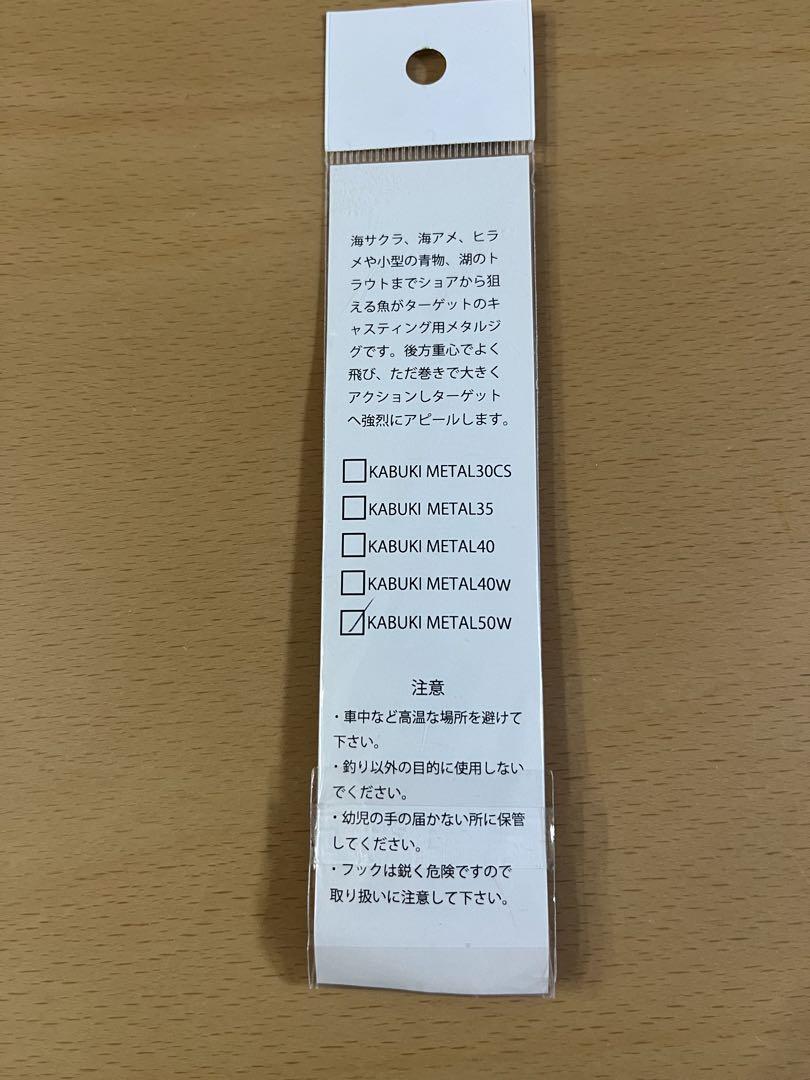 海サクラ、海アメ、ヒラ
メや小型の青物、湖のト
ラウトまでショアから狙
える魚がターゲットのキ
ャスティング用メタルジ
グです。後方重心でよく
飛び、ただ巻きで大きく
アクションしターゲット
へ強烈にアピールします。
KABUKI METAL30CS
KABUKI METAL35
KABUKI METAL40
KABUKI METAL40W
KABUKI METAL50W
注意
・車中など高温な場所を避けて
下さい。
・釣り以外の目的に使用しない
でください。
・幼児の手の届かない所に保管
してください。
・フックは鋭く危険ですので
取り扱いに注意して下さい。